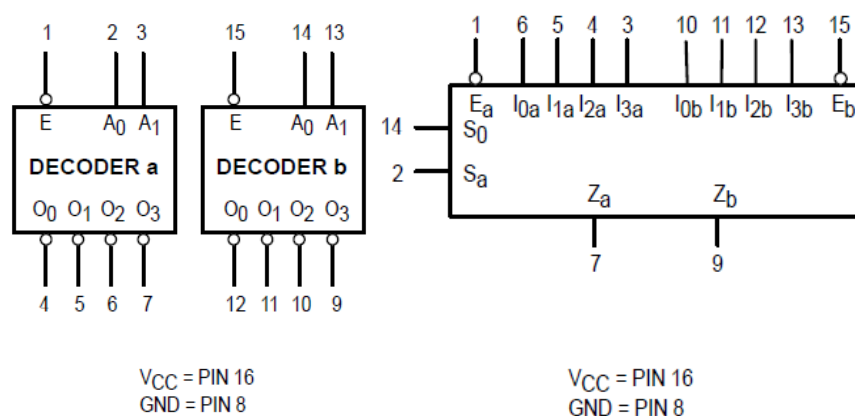 1 2 3 15 14 13
E A0 A1 E A0 A1
DECODER a DECODER b
O0 O1 O2 O3 O0 O1 O2 O3
4 5 6 7 12 11 10 9
VCC = PIN 16
GND = PIN 8
1 6 5 4 3 10 11 12 13 15
Ea I0a I1a I2a I3a I0b I1b I2b I3b Eb
14 S0
2 Sa
Za Zb
7 9
VCC = PIN 16
GND = PIN 8